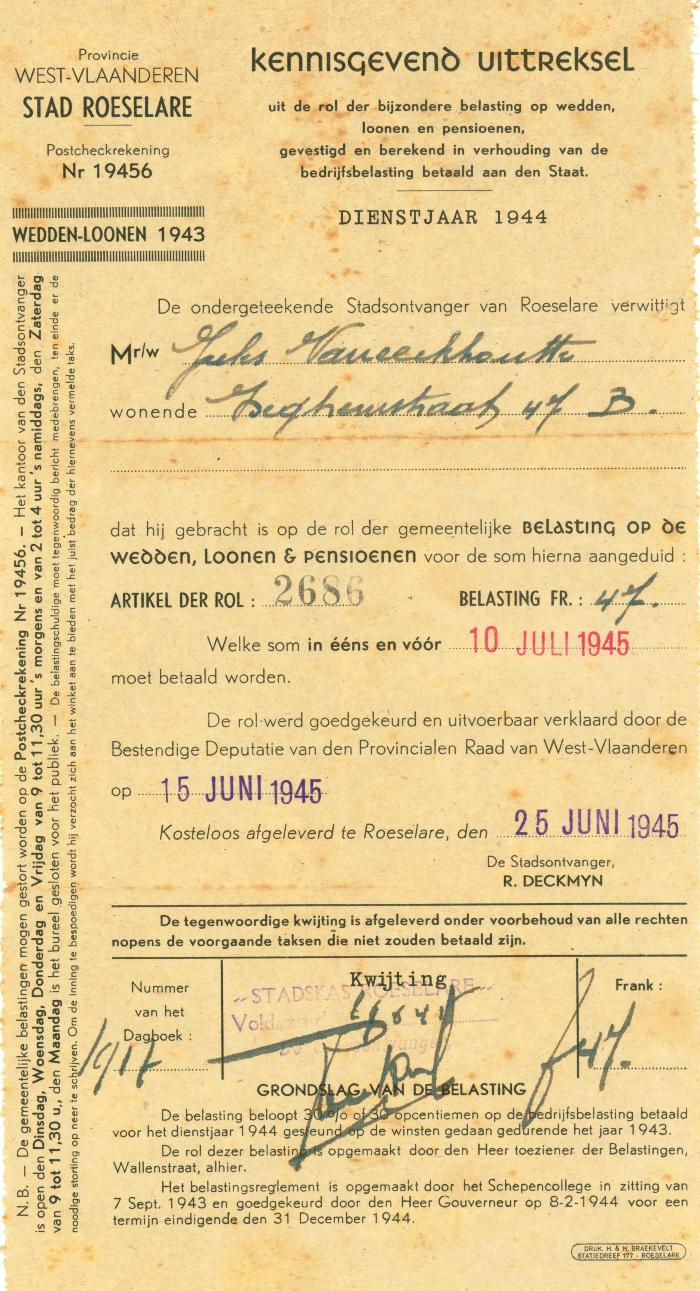 Provincie
WEST-VLAANDEREN
STAD ROESELARE
Postcheckrekening
Nr 19456
WEDDEN-LOONEN 1943
KENNISGEVEND UITTREKSEL
uit de rol der bijzondere belasting op wedden,
loonen en pensioenen,
gevestigd en berekend in verhouding van de
bedrijfsbelasting betaald aan den Staat.
DIENSTJAAR 1944
De ondergeteekende Stadsontvanger van Roeselare verwittigt
Mr/w Vaneeckhoutte
wonende 47 B.
dat hij gebracht is op de rol der gemeentelijke BELASTING OP DE
WEDDEN, LOONEN & PENSIOENEN voor de som hierna aangeduid :
ARTIKEL DER ROL : 2686 BELASTING FR. : 47.
Welke som in ééns en vóór 10 JULI 1945
moet betaald worden.
De rol werd goedgekeurd en uitvoerbaar verklaard door de
Bestendige Deputatie van den Provincialen Raad van West-Vlaanderen
op 15 JUNI 1945
Kosteloos afgeleverd te Roeselare, den 25 JUNI 1945
De Stadsontvanger,
R. DECKMYN
De tegenwoordige kwijting is afgeleverd onder voorbehoud van alle rechten
nopens de voorgaande taksen die niet zouden betaald zijn.
Nummer
van het
Dagboek :
Kwijting
STADSKAS ROESELARE
Frank :
47.
GRONDSLAG VAN DE BELASTING
De belasting beloopt 30 % of 30 opcentiemen op de bedrijfsbelasting betaald
voor het dienstjaar 1944 gesteund op de winsten gedaan gedurende het jaar 1943.
De rol dezer belasting is opgemaakt door den Heer toeziener der Belastingen,
Wallenstraat, alhier.
Het belastingsreglement is opgemaakt door het Schepencollege in zitting van
7 Sept. 1943 en goedgekeurd door den Heer Gouverneur op 8-2-1944 voor een
termijn eindigende den 31 December 1944.
DRUK. H. & H. BRAEKEVELT
STATIEDREEF 177 - ROESELARE
N.B. — De gemeentelijke belastingen mogen gestort worden op de Postcheckrekening Nr 19456. — Het kantoor van den Stadsontvanger
is open den Dinsdag, Woensdag, Donderdag en Vrijdag van 9 tot 11,30 uur 's morgens en van 2 tot 4 uur 's namiddags, den Zaterdag
van 9 tot 11,30 u., den Maandag is het bureel gesloten voor het publiek. — De belastingschuldige moet tegenwoordig bericht medebrengen, ten einde er de
noodige storting op neer te schrijven. Om de inning te bespoedigen wordt hij verzocht zich aan het winket aan te bieden met het juist bedrag der hiernevens vermelde taks.